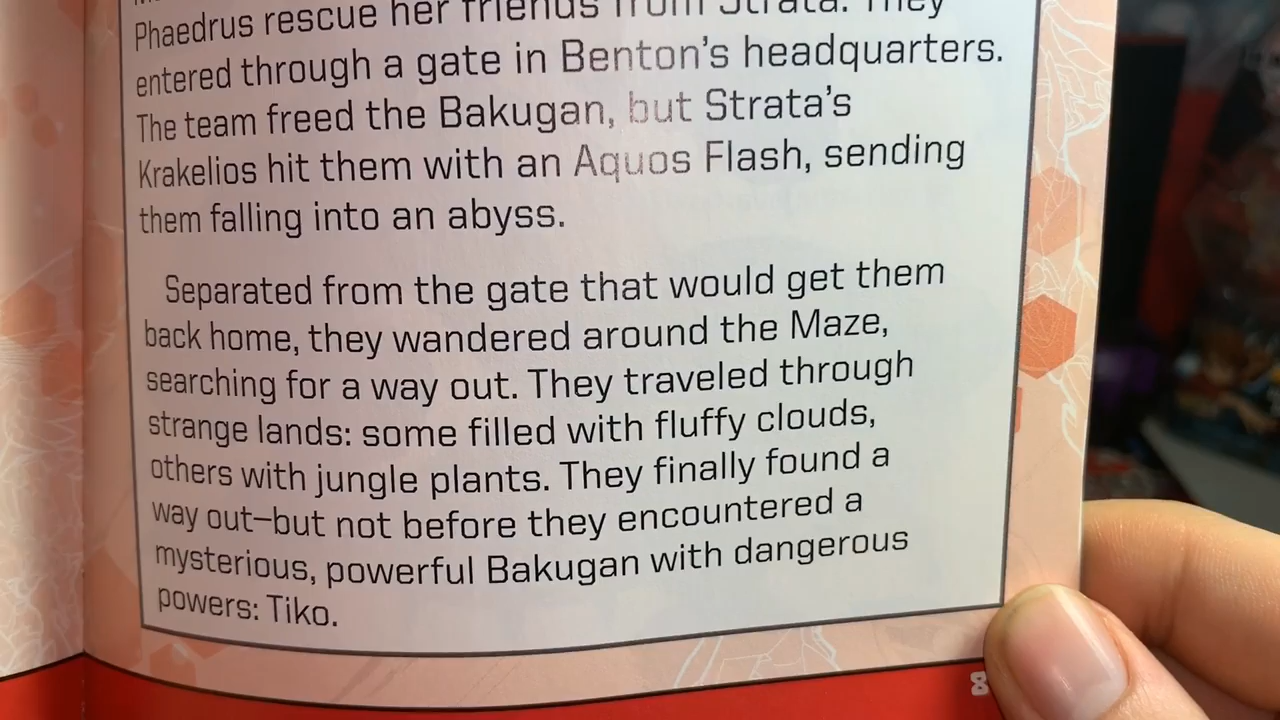 Phaedrus rescue her friends from Strata. They
entered through a gate in Benton's headquarters.
The team freed the Bakugan, but Strata's
Krakelios hit them with an Aquos Flash, sending
them falling into an abyss.
Separated from the gate that would get them
back home, they wandered around the Maze,
searching for a way out. They traveled through
strange lands: some filled with fluffy clouds,
others with jungle plants. They finally found a
way out—but not before they encountered a
mysterious, powerful Bakugan with dangerous
powers: Tiko.
8